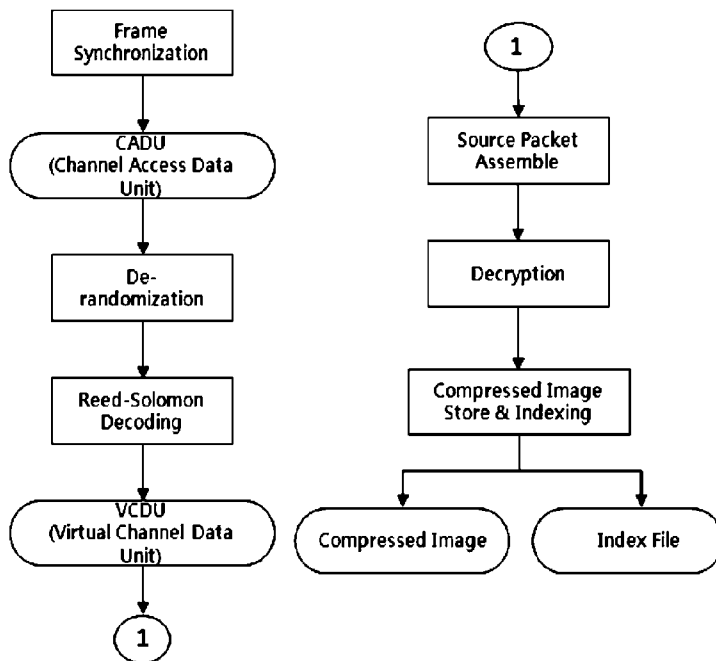 Frame
Synchronization
CADU
(Channel Access Data
Unit)
De-
randomization
Reed-Solomon
Decoding
VCDU
(Virtual Channel Data
Unit)
1
1
Source Packet
Assemble
Decryption
Compressed Image
Store & Indexing
Compressed Image
Index File